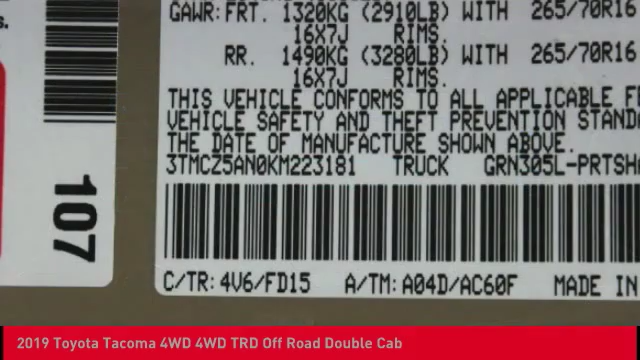 s.
107
GAWR: FRT. 1320KG (2910LB) WITH 265/70R16
16X7J RIMS.
RR. 1490KG (3280LB) WITH 265/70R16
16X7J RIMS.
THIS VEHICLE CONFORMS TO ALL APPLICABLE
VEHICLE SAFETY AND THEFT PREVENTION
THE DATE OF MANUFACTURE SHOWN ABOVE.
3TMCZ5AN0KM223181 TRUCK GRN305L-PRTSH
C/TR: 4V6/FD15 A/TM: A04D/AC60F MADE IN
2019 Toyota Tacoma 4WD 4WD TRD Off Road Double Cab